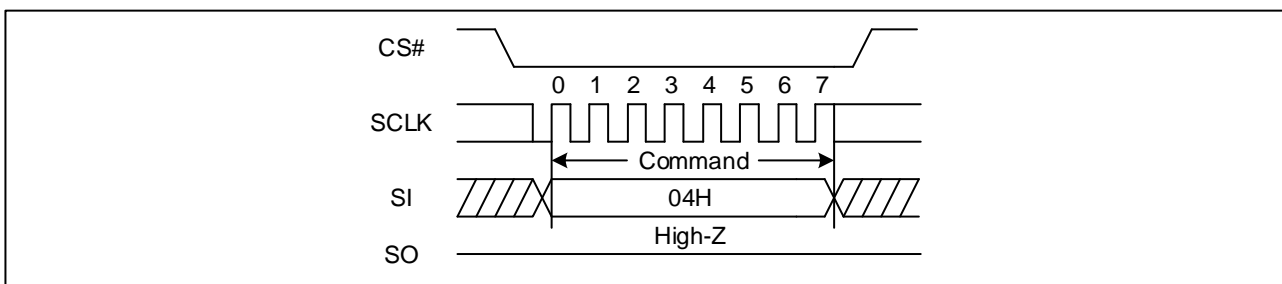 CS#
0 1 2 3 4 5 6 7
SCLK
Command
SI
04H
High-Z
SO